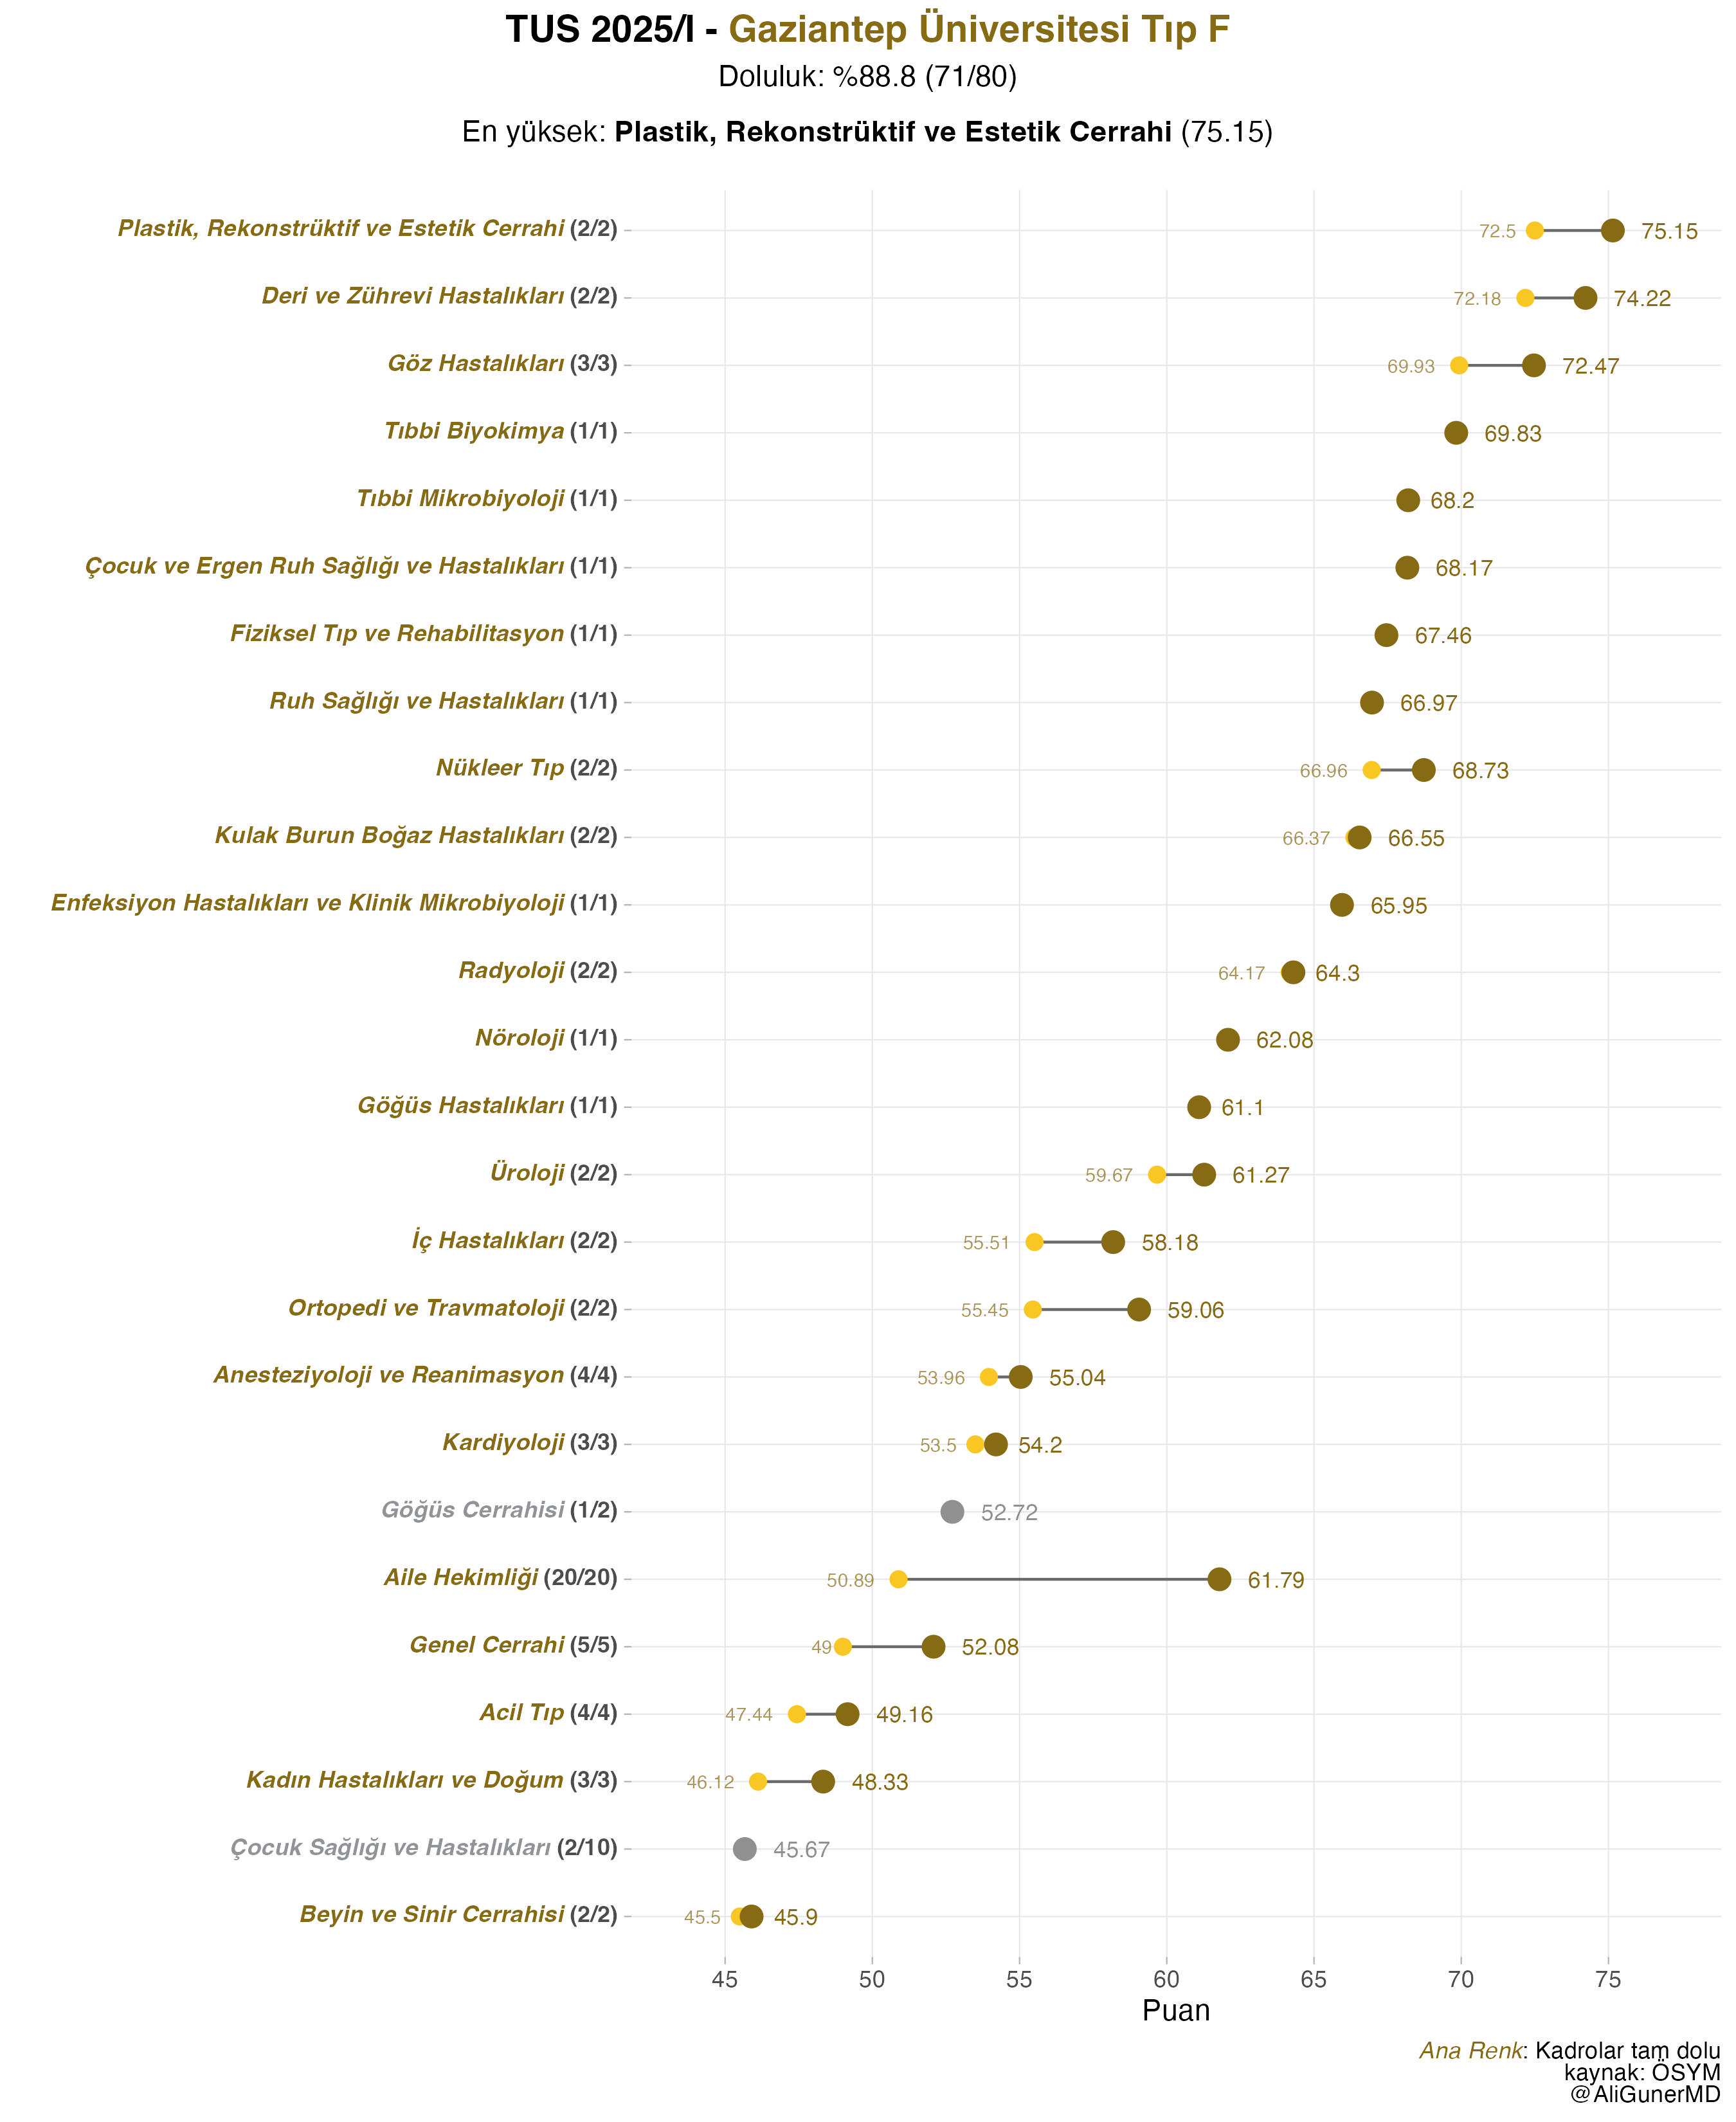 TUS 2025/I - Gaziantep Üniversitesi Tıp F
Doluluk: %88.8 (71/80)
En yüksek: Plastik, Rekonstrüktif ve Estetik Cerrahi (75.15)
Plastik, Rekonstrüktif ve Estetik Cerrahi (2/2) 72.5 75.15
Deri ve Zührevi Hastalıkları (2/2) 72.18 74.22
Göz Hastalıkları (3/3) 69.93 72.47
Tıbbi Biyokimya (1/1) 69.83
Tıbbi Mikrobiyoloji (1/1) 68.2
Çocuk ve Ergen Ruh Sağlığı ve Hastalıkları (1/1) 68.17
Fiziksel Tıp ve Rehabilitasyon (1/1) 67.46
Ruh Sağlığı ve Hastalıkları (1/1) 66.97
Nükleer Tıp (2/2) 66.96 68.73
Kulak Burun Boğaz Hastalıkları (2/2) 66.37 66.55
Enfeksiyon Hastalıkları ve Klinik Mikrobiyoloji (1/1) 65.95
Radyoloji (2/2) 64.17 64.3
Nöroloji (1/1) 62.08
Göğüs Hastalıkları (1/1) 61.1
Üroloji (2/2) 59.67 61.27
İç Hastalıkları (2/2) 55.51 58.18
Ortopedi ve Travmatoloji (2/2) 55.45 59.06
Anesteziyoloji ve Reanimasyon (4/4) 53.96 55.04
Kardiyoloji (3/3) 53.5 54.2
Göğüs Cerrahisi (1/2) 52.72
Aile Hekimliği (20/20) 50.89 61.79
Genel Cerrahi (5/5) 49 52.08
Acil Tıp (4/4) 47.44 49.16
Kadın Hastalıkları ve Doğum (3/3) 46.12 48.33
Çocuk Sağlığı ve Hastalıkları (2/10) 45.67
Beyin ve Sinir Cerrahisi (2/2) 45.5 45.9
45 50 55 60 65 70 75
Puan
Ana Renk: Kadrolar tam dolu
kaynak: ÖSYM
@AliGunerMD